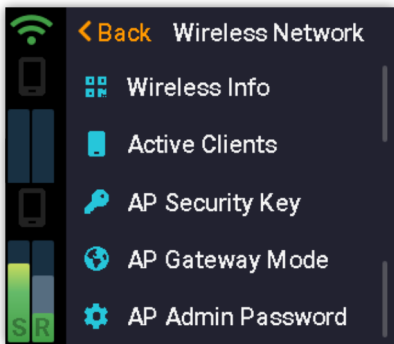 Back Wireless Network
Wireless Info
Active Clients
AP Security Key
AP Gateway Mode
AP Admin Password
S R